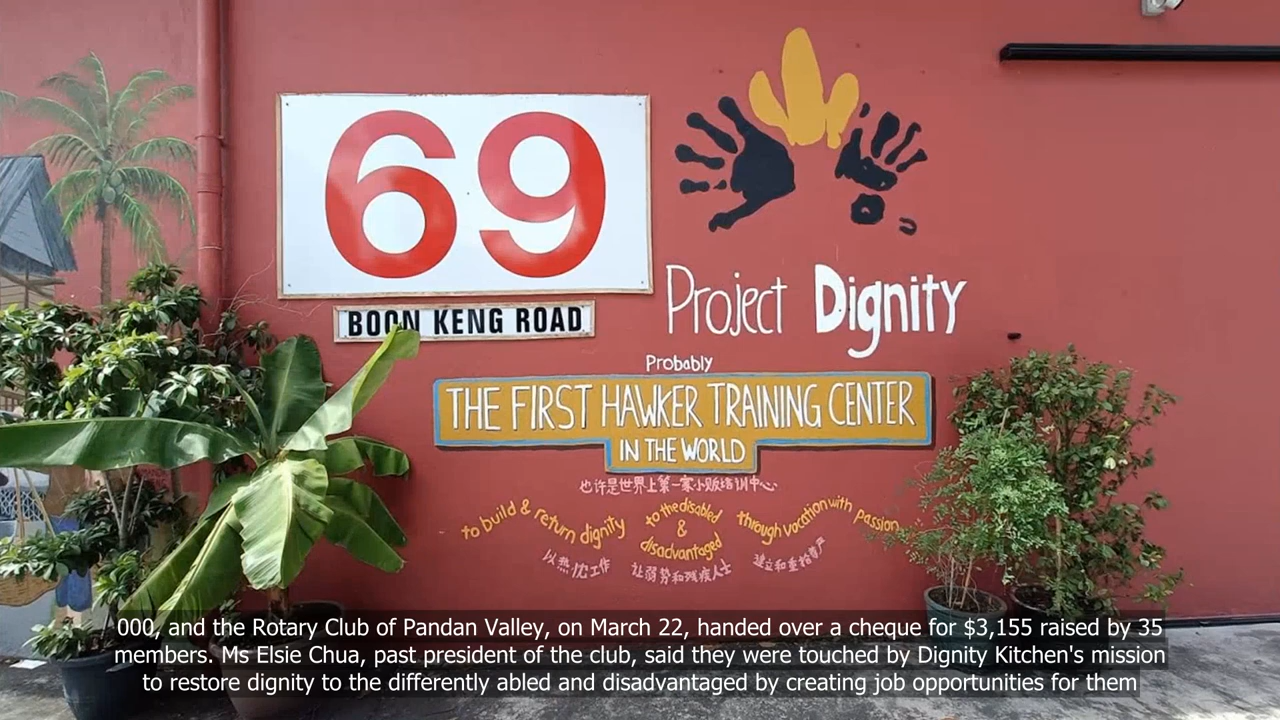 69
BOON KENG ROAD
Project Dignity
Probably
THE FIRST HAWKER TRAINING CENTER
IN THE WORLD
也许是世界上第一家小贩培训中心
to build & return dignity
to the disabled
&
disadvantaged
through vocation with passion
以热忱工作
让弱势和残疾人士
建立和重拾尊严
000, and the Rotary Club of Pandan Valley, on March 22, handed over a cheque for $3,155 raised by 35
members. Ms Elsie Chua, past president of the club, said they were touched by Dignity Kitchen's mission
to restore dignity to the differently abled and disadvantaged by creating job opportunities for them